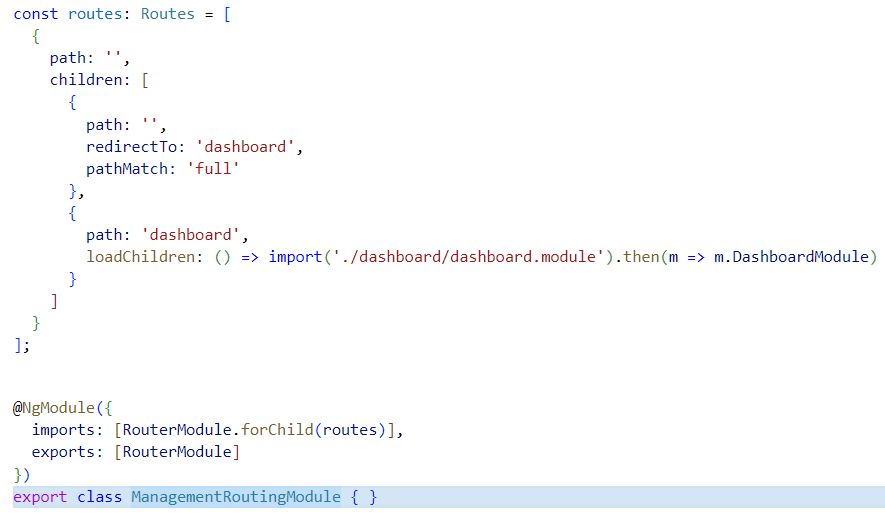 const routes: Routes = [
  {
    path: '',
    children: [
      {
        path: '',
        redirectTo: 'dashboard',
        pathMatch: 'full'
      },
      {
        path: 'dashboard',
        loadChildren: () => import('./dashboard/dashboard.module').then(m => m.DashboardModule)
      }
    ]
  }
];

@NgModule({
  imports: [RouterModule.forChild(routes)],
  exports: [RouterModule]
})
export class ManagementRoutingModule { }